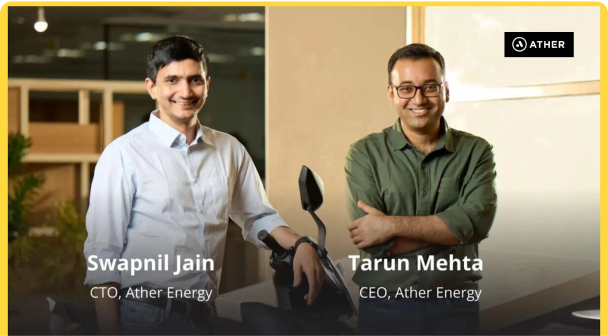 ATHER
Swapnil Jain
Tarun Mehta
CTO, Ather Energy
CEO, Ather Energy